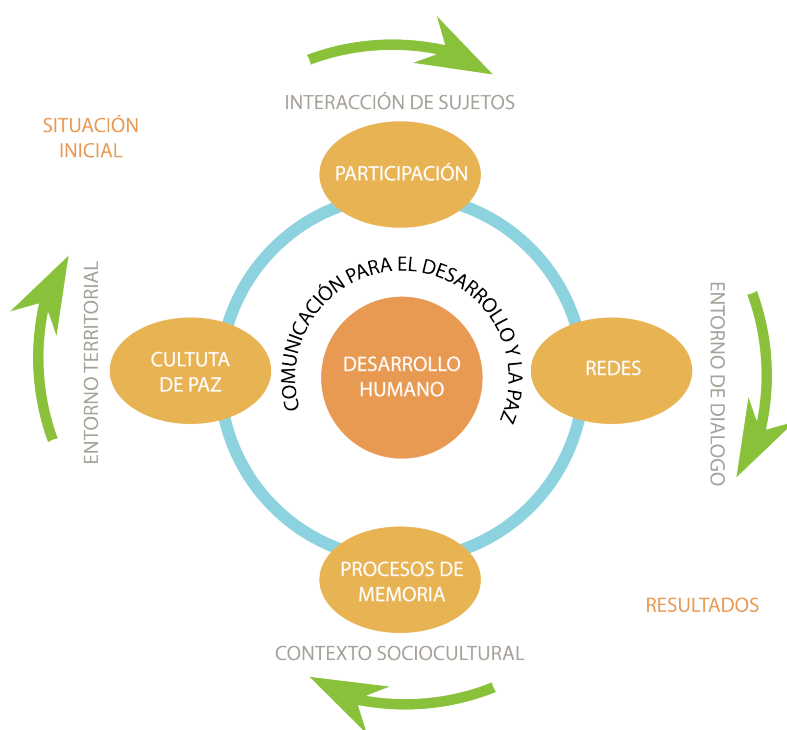 INTERACCIÓN DE SUJETOS
SITUACIÓN
INICIAL
PARTICIPACIÓN
COMUNICACIÓN PARA EL DESARROLLO Y LA PAZ
ENTORNO TERRITORIAL
CULTUTA
DE PAZ
DESARROLLO
HUMANO
REDES
ENTORNO DE DIALOGO
PROCESOS DE
MEMORIA
RESULTADOS
CONTEXTO SOCIOCULTURAL